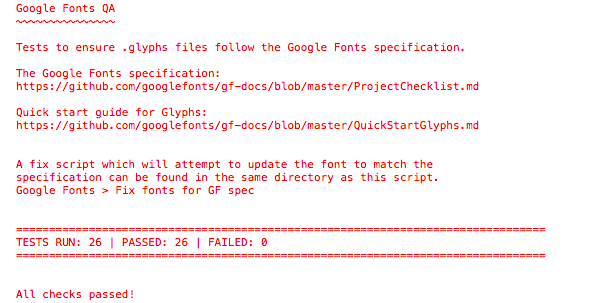 Google Fonts QA
~~~~~~~~~~~~~~~
Tests to ensure .glyphs files follow the Google Fonts specification.
The Google Fonts specification:
https://github.com/googlefonts/gf-docs/blob/master/ProjectChecklist.md
Quick start guide for Glyphs:
https://github.com/googlefonts/gf-docs/blob/master/QuickStartGlyphs.md
A fix script which will attempt to update the font to match the
specification can be found in the same directory as this script.
Google Fonts > Fix fonts for GF spec
=================================================================================
TESTS RUN: 26 | PASSED: 26 | FAILED: 0
=================================================================================
All checks passed!